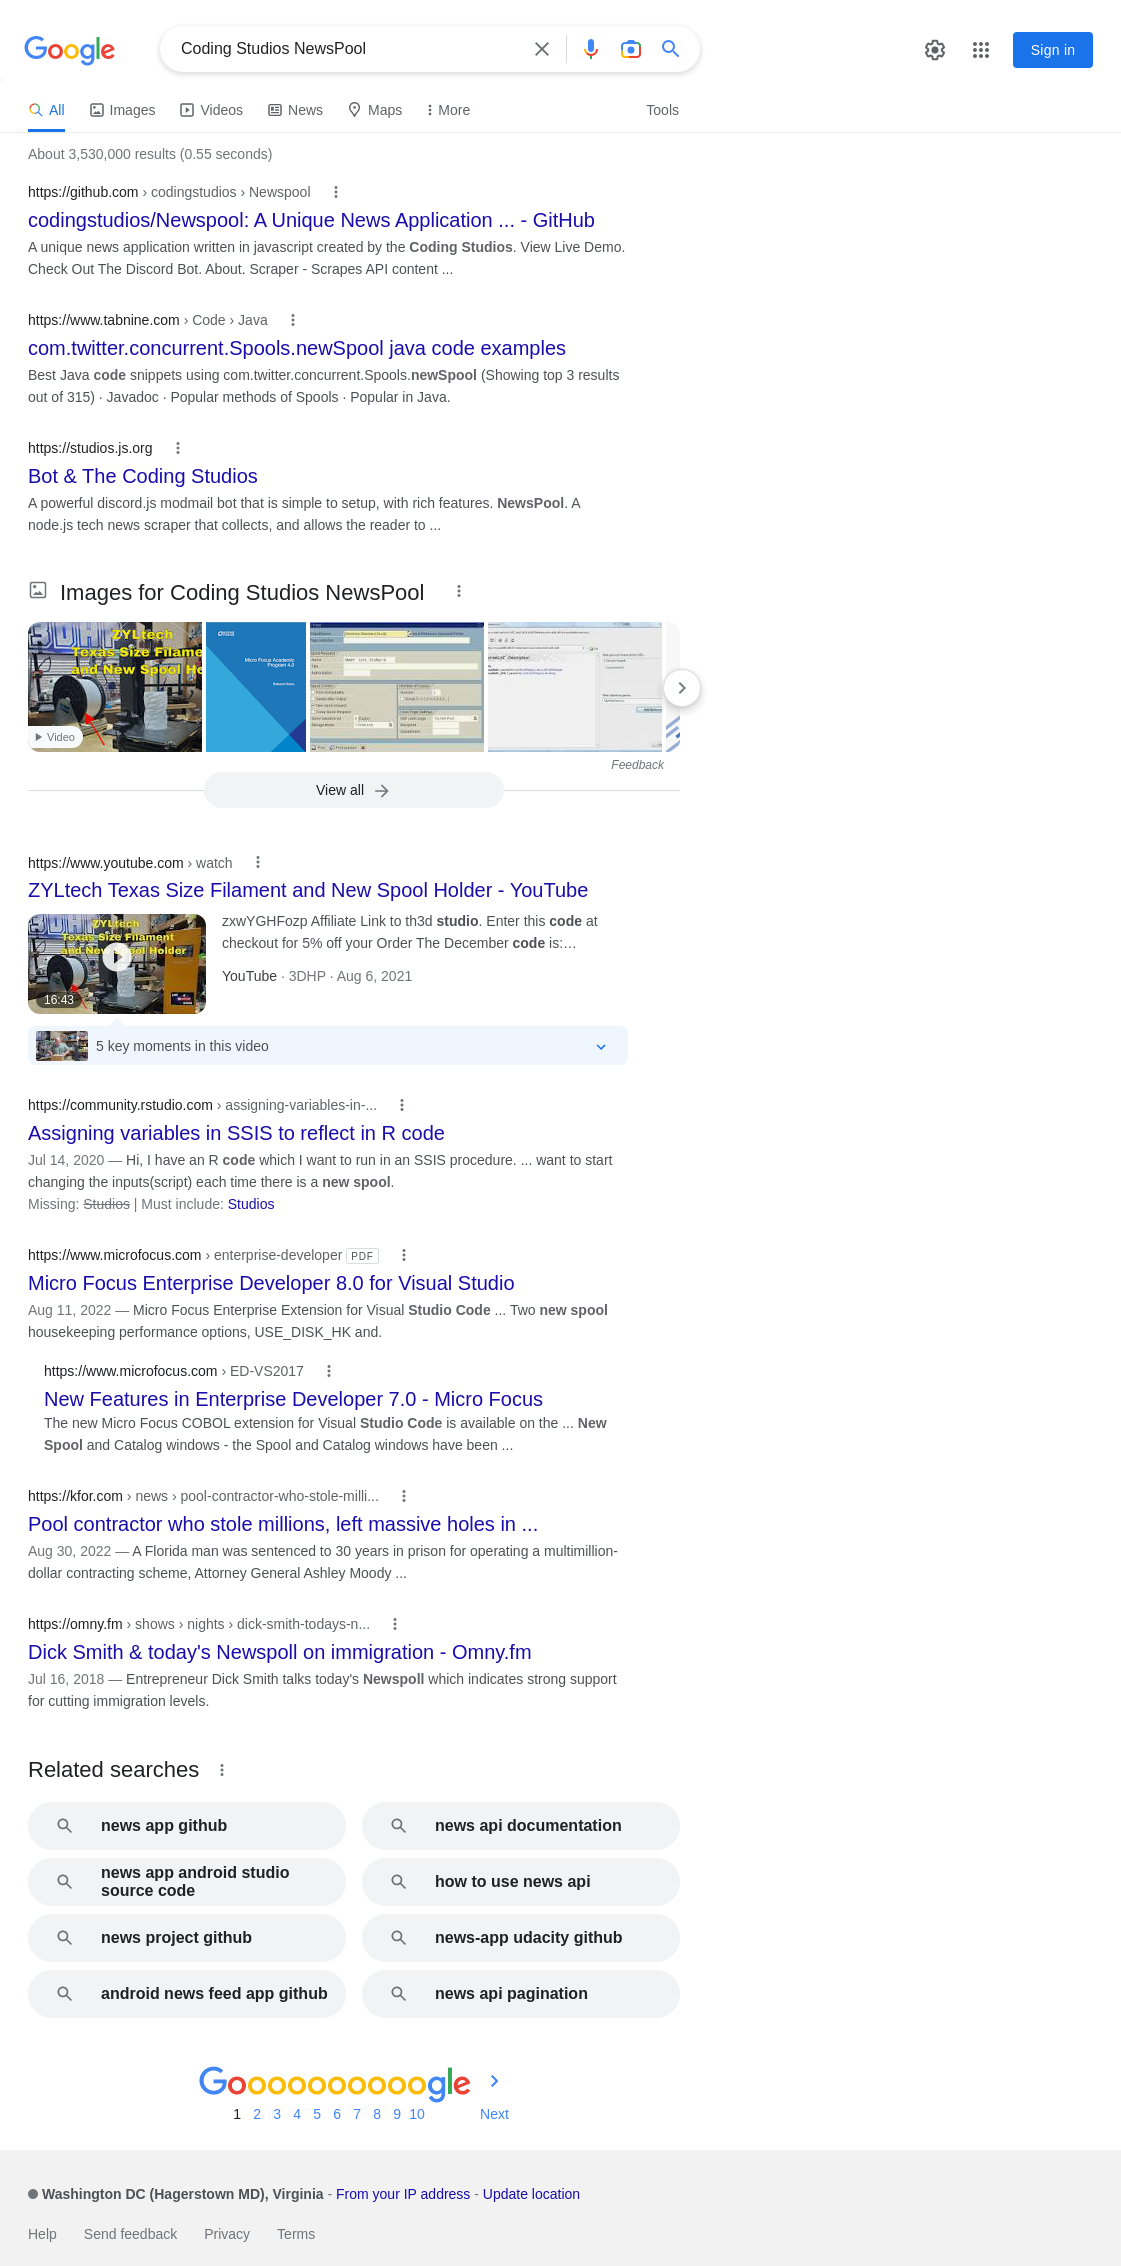 Google
Coding Studios NewsPool
Sign in
All
Images
Videos
News
Maps
More
Tools
About 3,530,000 results (0.55 seconds)
https://github.com › codingstudios › Newspool
codingstudios/Newspool: A Unique News Application ... - GitHub
A unique news application written in javascript created by the Coding Studios. View Live Demo.
Check Out The Discord Bot. About. Scraper - Scrapes API content ...
https://www.tabnine.com › Code › Java
com.twitter.concurrent.Spools.newSpool java code examples
Best Java code snippets using com.twitter.concurrent.Spools.newSpool (Showing top 3 results
out of 315) · Javadoc · Popular methods of Spools · Popular in Java.
https://studios.js.org
Bot & The Coding Studios
A powerful discord.js modmail bot that is simple to setup, with rich features. NewsPool. A
node.js tech news scraper that collects, and allows the reader to ...
Images for Coding Studios NewsPool
ZYLtech
Texas Size Filame
and New Spool Ho
Video
Micro Focus Academic
Program 4.0
Release Notes
Feedback
View all
https://www.youtube.com › watch
ZYLtech Texas Size Filament and New Spool Holder - YouTube
ZYLtech
Texas Size Filament
and New Spool Holder
16:43
zxwYGHFozp Affiliate Link to th3d studio. Enter this code at
checkout for 5% off your Order The December code is:…
YouTube · 3DHP · Aug 6, 2021
5 key moments in this video
https://community.rstudio.com › assigning-variables-in-...
Assigning variables in SSIS to reflect in R code
Jul 14, 2020 — Hi, I have an R code which I want to run in an SSIS procedure. ... want to start
changing the inputs(script) each time there is a new spool.
Missing: Studios | Must include: Studios
https://www.microfocus.com › enterprise-developer PDF
Micro Focus Enterprise Developer 8.0 for Visual Studio
Aug 11, 2022 — Micro Focus Enterprise Extension for Visual Studio Code ... Two new spool
housekeeping performance options, USE_DISK_HK and.
https://www.microfocus.com › ED-VS2017
New Features in Enterprise Developer 7.0 - Micro Focus
The new Micro Focus COBOL extension for Visual Studio Code is available on the ... New
Spool and Catalog windows - the Spool and Catalog windows have been ...
https://kfor.com › news › pool-contractor-who-stole-milli...
Pool contractor who stole millions, left massive holes in ...
Aug 30, 2022 — A Florida man was sentenced to 30 years in prison for operating a multimillion-
dollar contracting scheme, Attorney General Ashley Moody ...
https://omny.fm › shows › nights › dick-smith-todays-n...
Dick Smith & today's Newspoll on immigration - Omny.fm
Jul 16, 2018 — Entrepreneur Dick Smith talks today's Newspoll which indicates strong support
for cutting immigration levels.
Related searches
news app github
news api documentation
news app android studio
source code
how to use news api
news project github
news-app udacity github
android news feed app github
news api pagination
Goooooooooogle
1 2 3 4 5 6 7 8 9 10 Next
Washington DC (Hagerstown MD), Virginia - From your IP address - Update location
Help Send feedback Privacy Terms